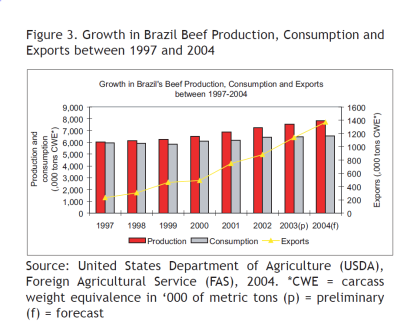 Figure 3. Growth in Brazil Beef Production, Consumption and
Exports between 1997 and 2004
Growth in Brazil's Beef Production, Consumption and Exports
between 1997-2004
Production and
consumption
(,000 tons CWE*)
9,000
8,000
7,000
6,000
5,000
4,000
3,000
2,000
1,000
0
1600
1400
1200
1000
800
600
400
200
0
Exports (,000 tons CWE*)
1997 1998 1999 2000 2001 2002 2003(p) 2004(f)
Production Consumption Exports
Source: United States Department of Agriculture (USDA),
Foreign Agricultural Service (FAS), 2004. *CWE = carcass
weight equivalence in ‘000 of metric tons (p) = preliminary
(f) = forecast